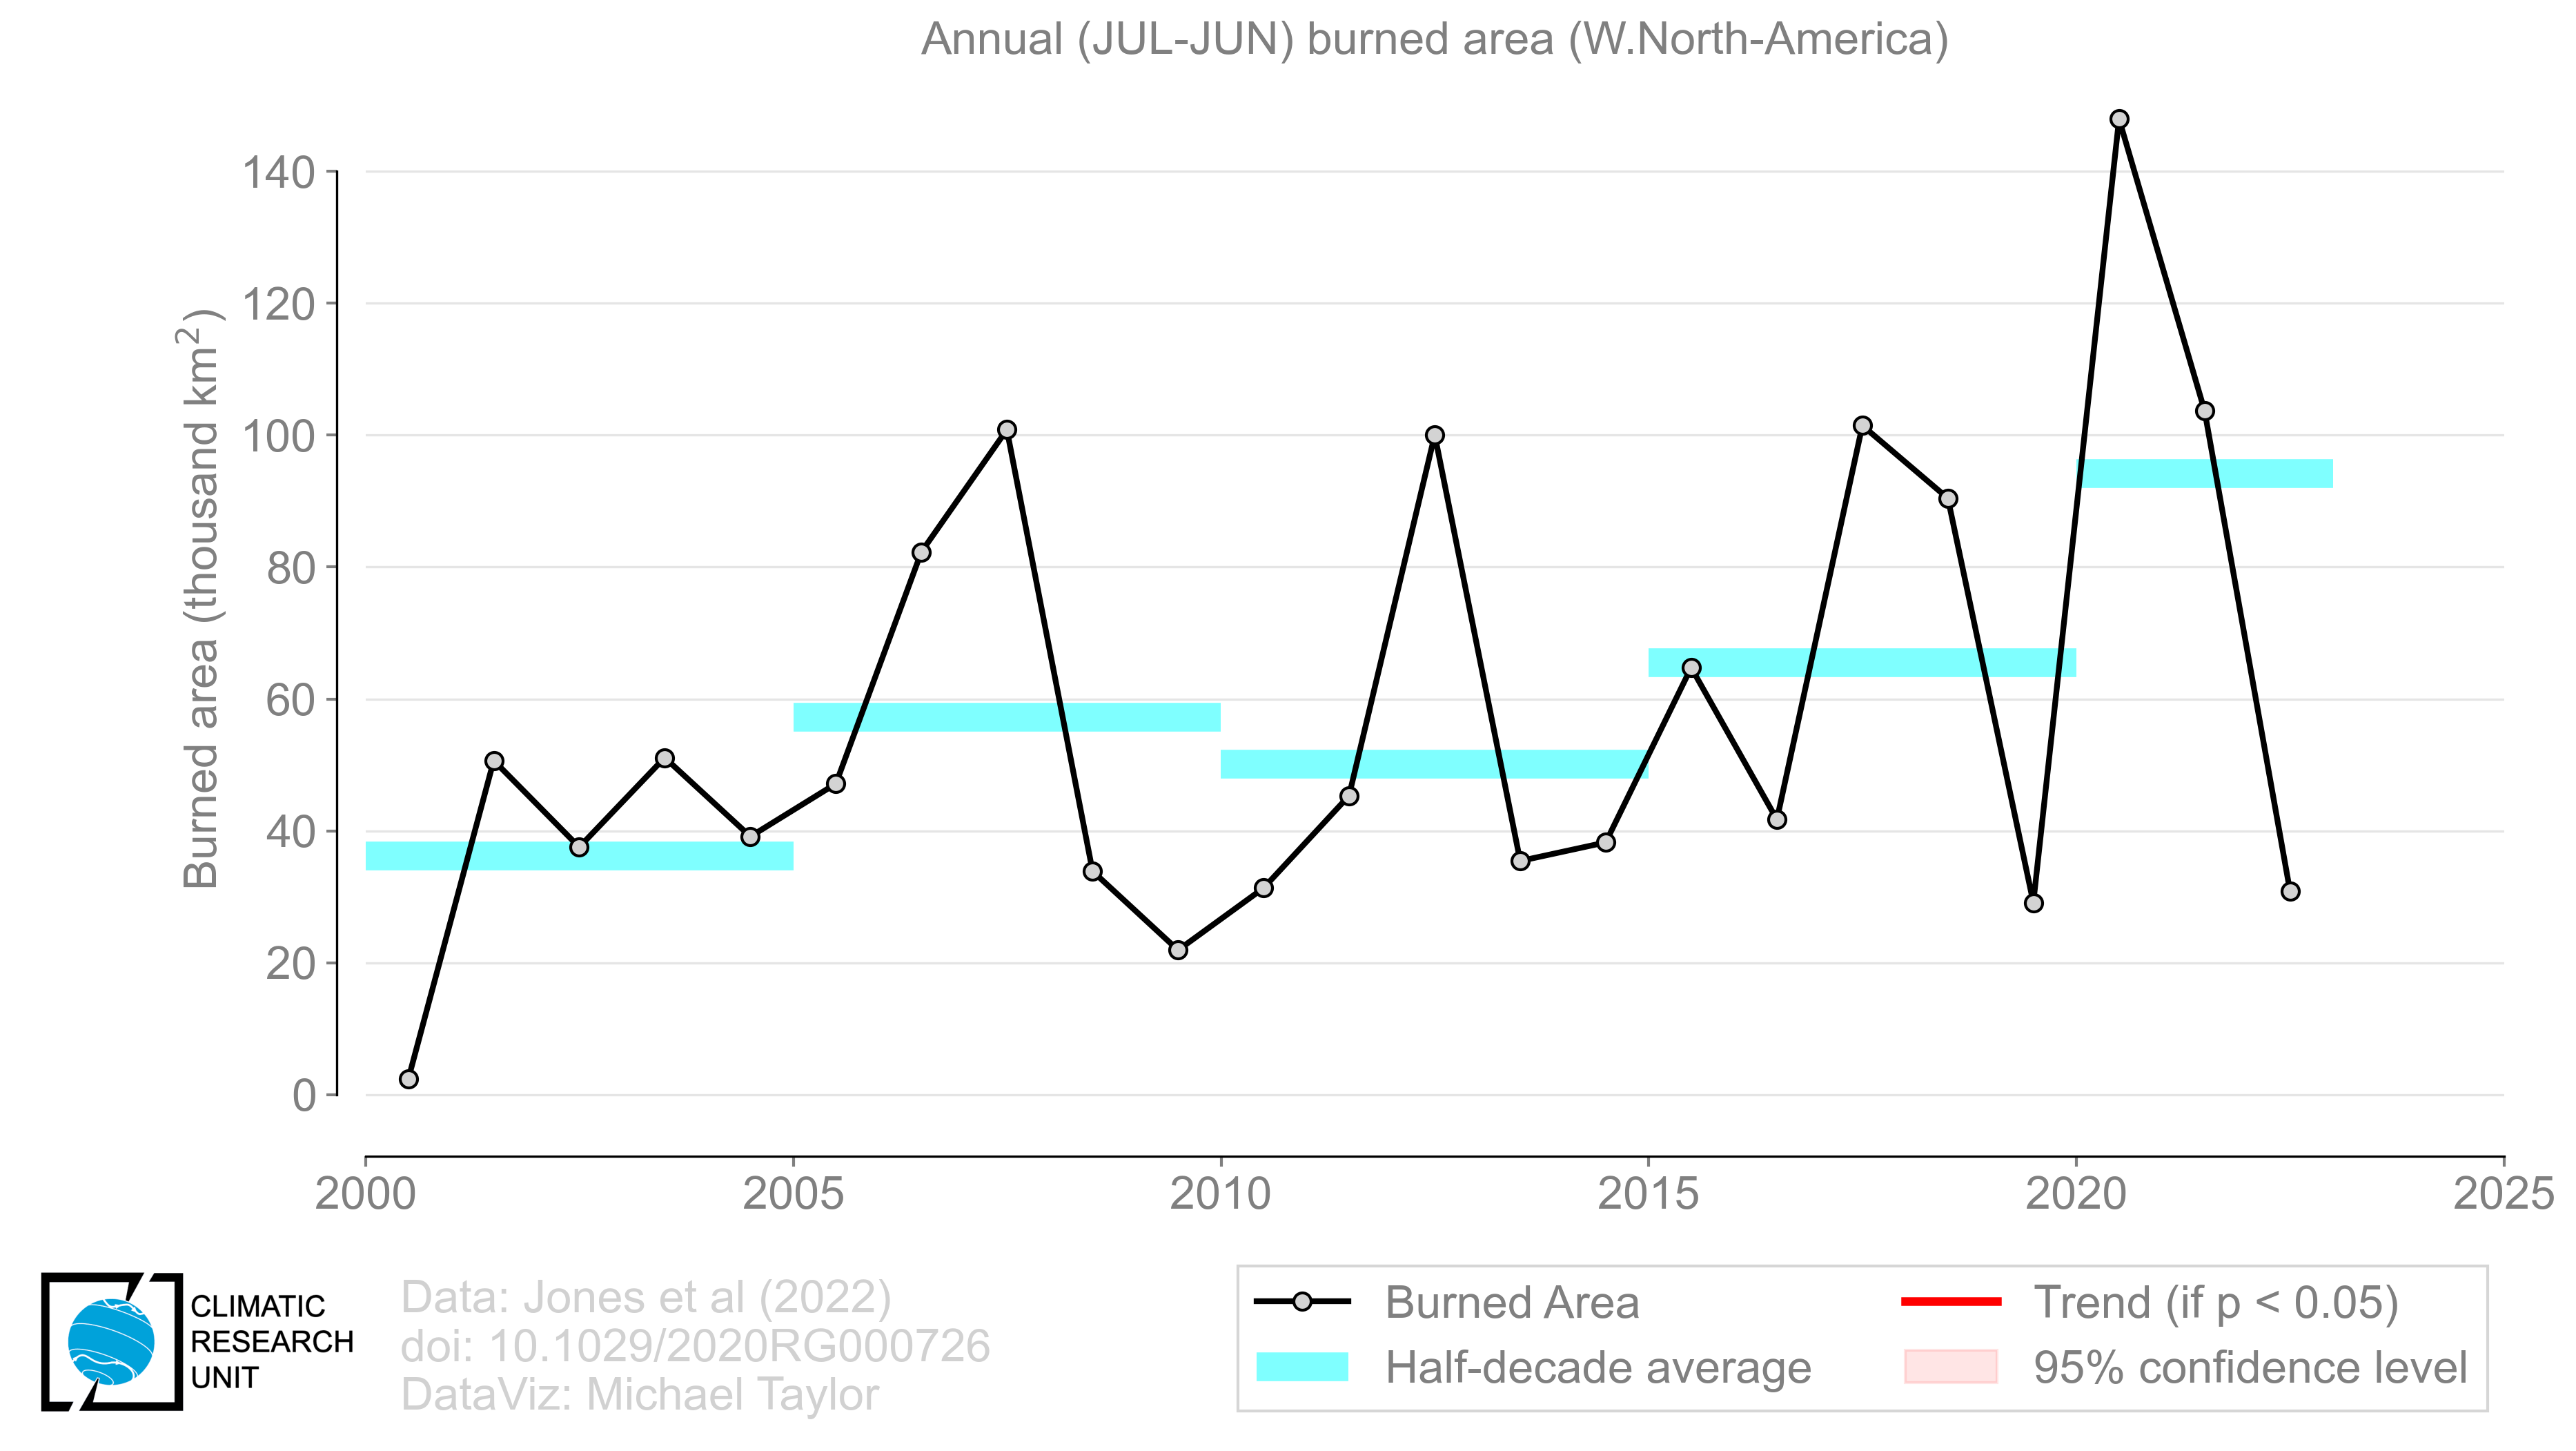 Annual (JUL-JUN) burned area (W.North-America)
Burned area (thousand km²)
140
120
100
80
60
40
20
0
2000 2005 2010 2015 2020 2025
CLIMATIC
RESEARCH
UNIT
Data: Jones et al (2022)
doi: 10.1029/2020RG000726
DataViz: Michael Taylor
Burned Area
Half-decade average
Trend (if p < 0.05)
95% confidence level